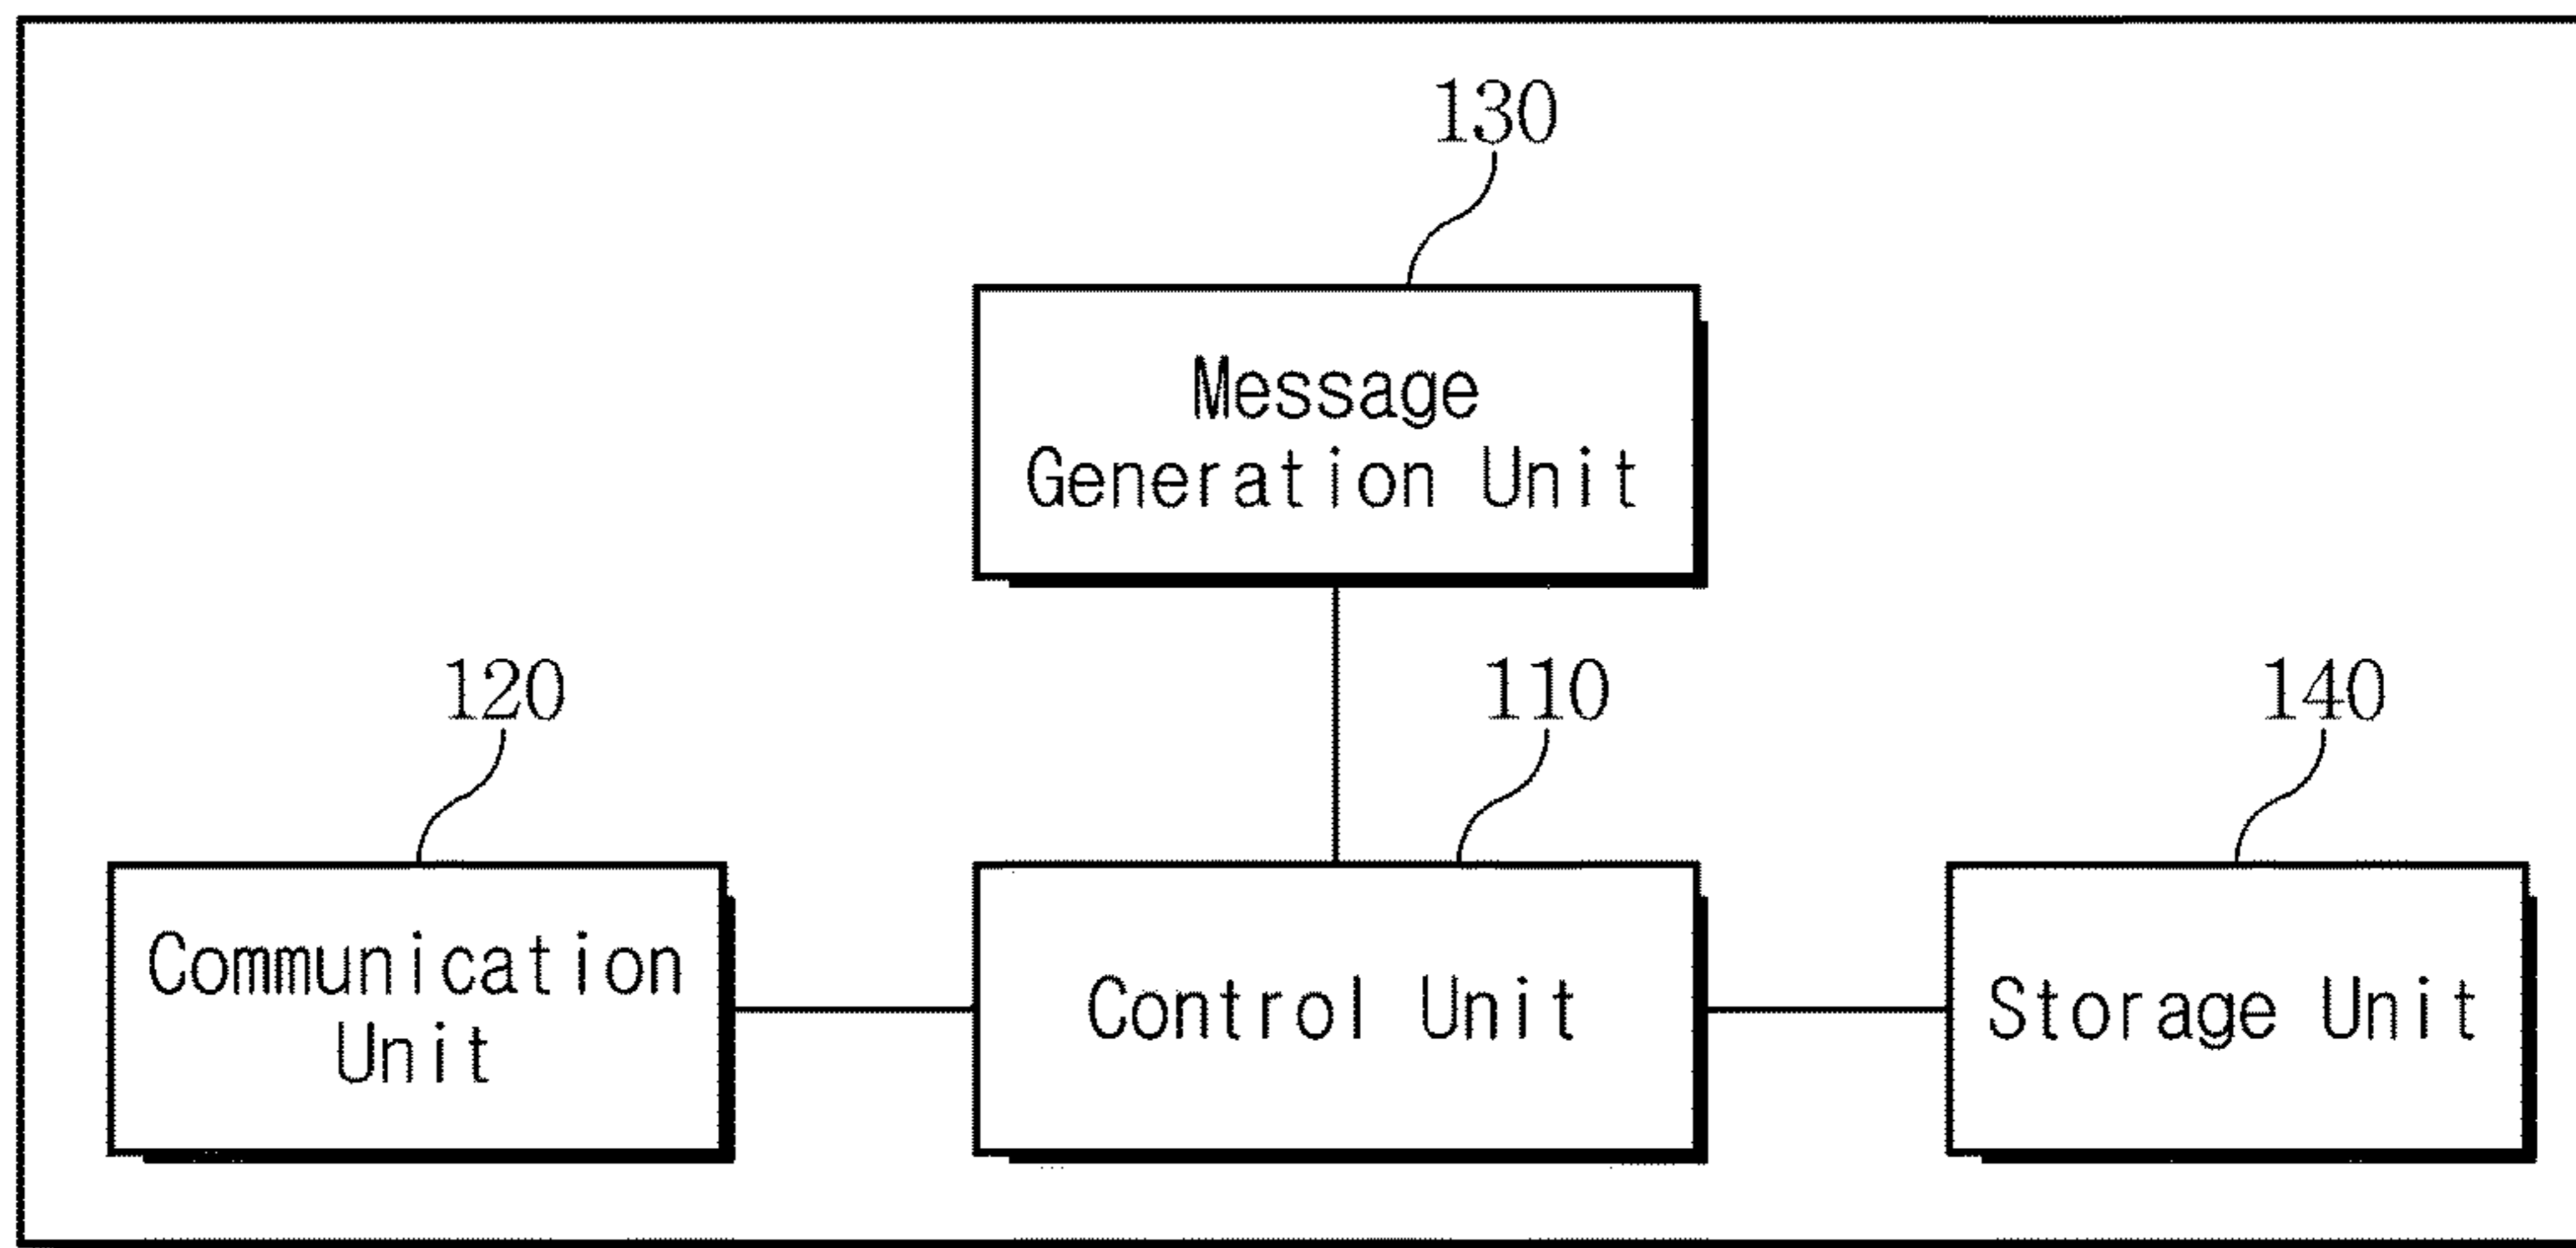 130
Message
Generation Unit
120
110
140
Communication
Unit
Control Unit
Storage Unit